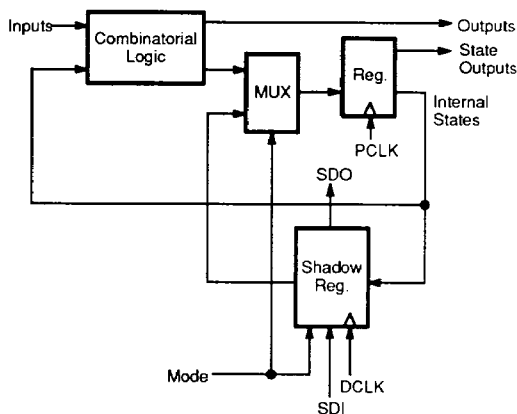 Inputs
Combinatorial
Logic
Outputs
State
Outputs
MUX
Reg.
Internal
States
PCLK
SDO
Shadow
Reg.
Mode
DCLK
SDI